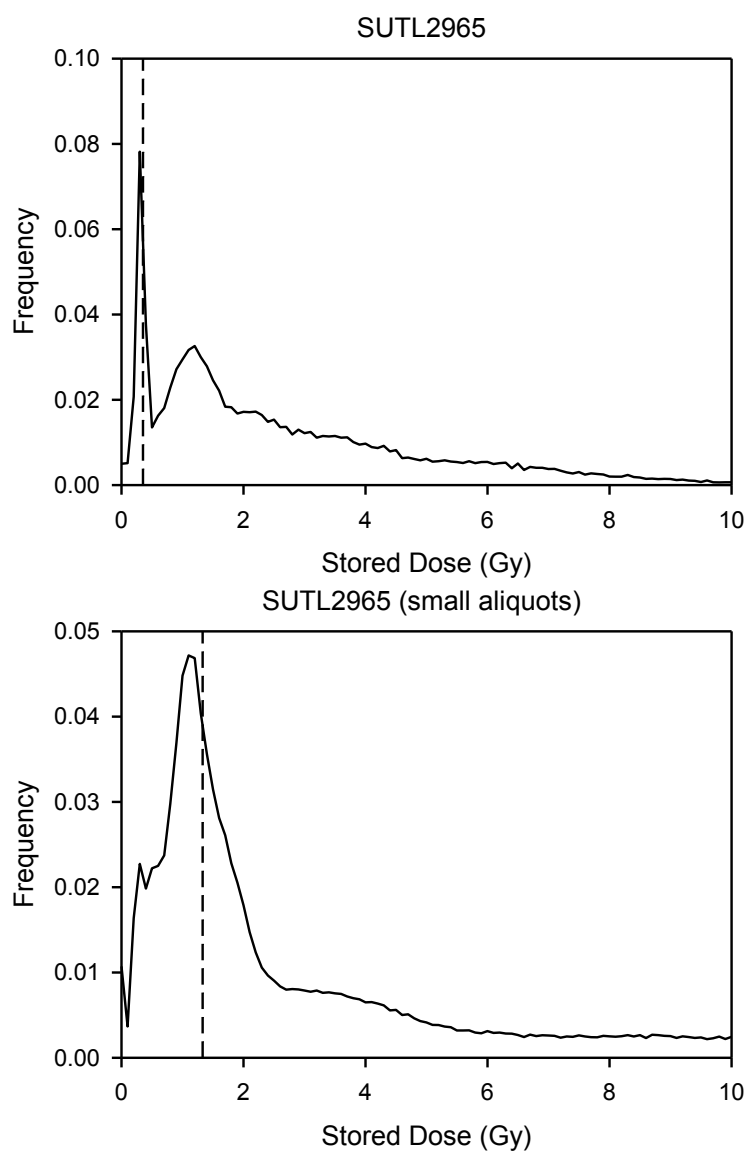 SUTL2965
0.10
0.08
0.06
0.04
0.02
0.00
Frequency
0 2 4 6 8 10
Stored Dose (Gy)
SUTL2965 (small aliquots)
0.05
0.04
0.03
0.02
0.01
0.00
Frequency
0 2 4 6 8 10
Stored Dose (Gy)